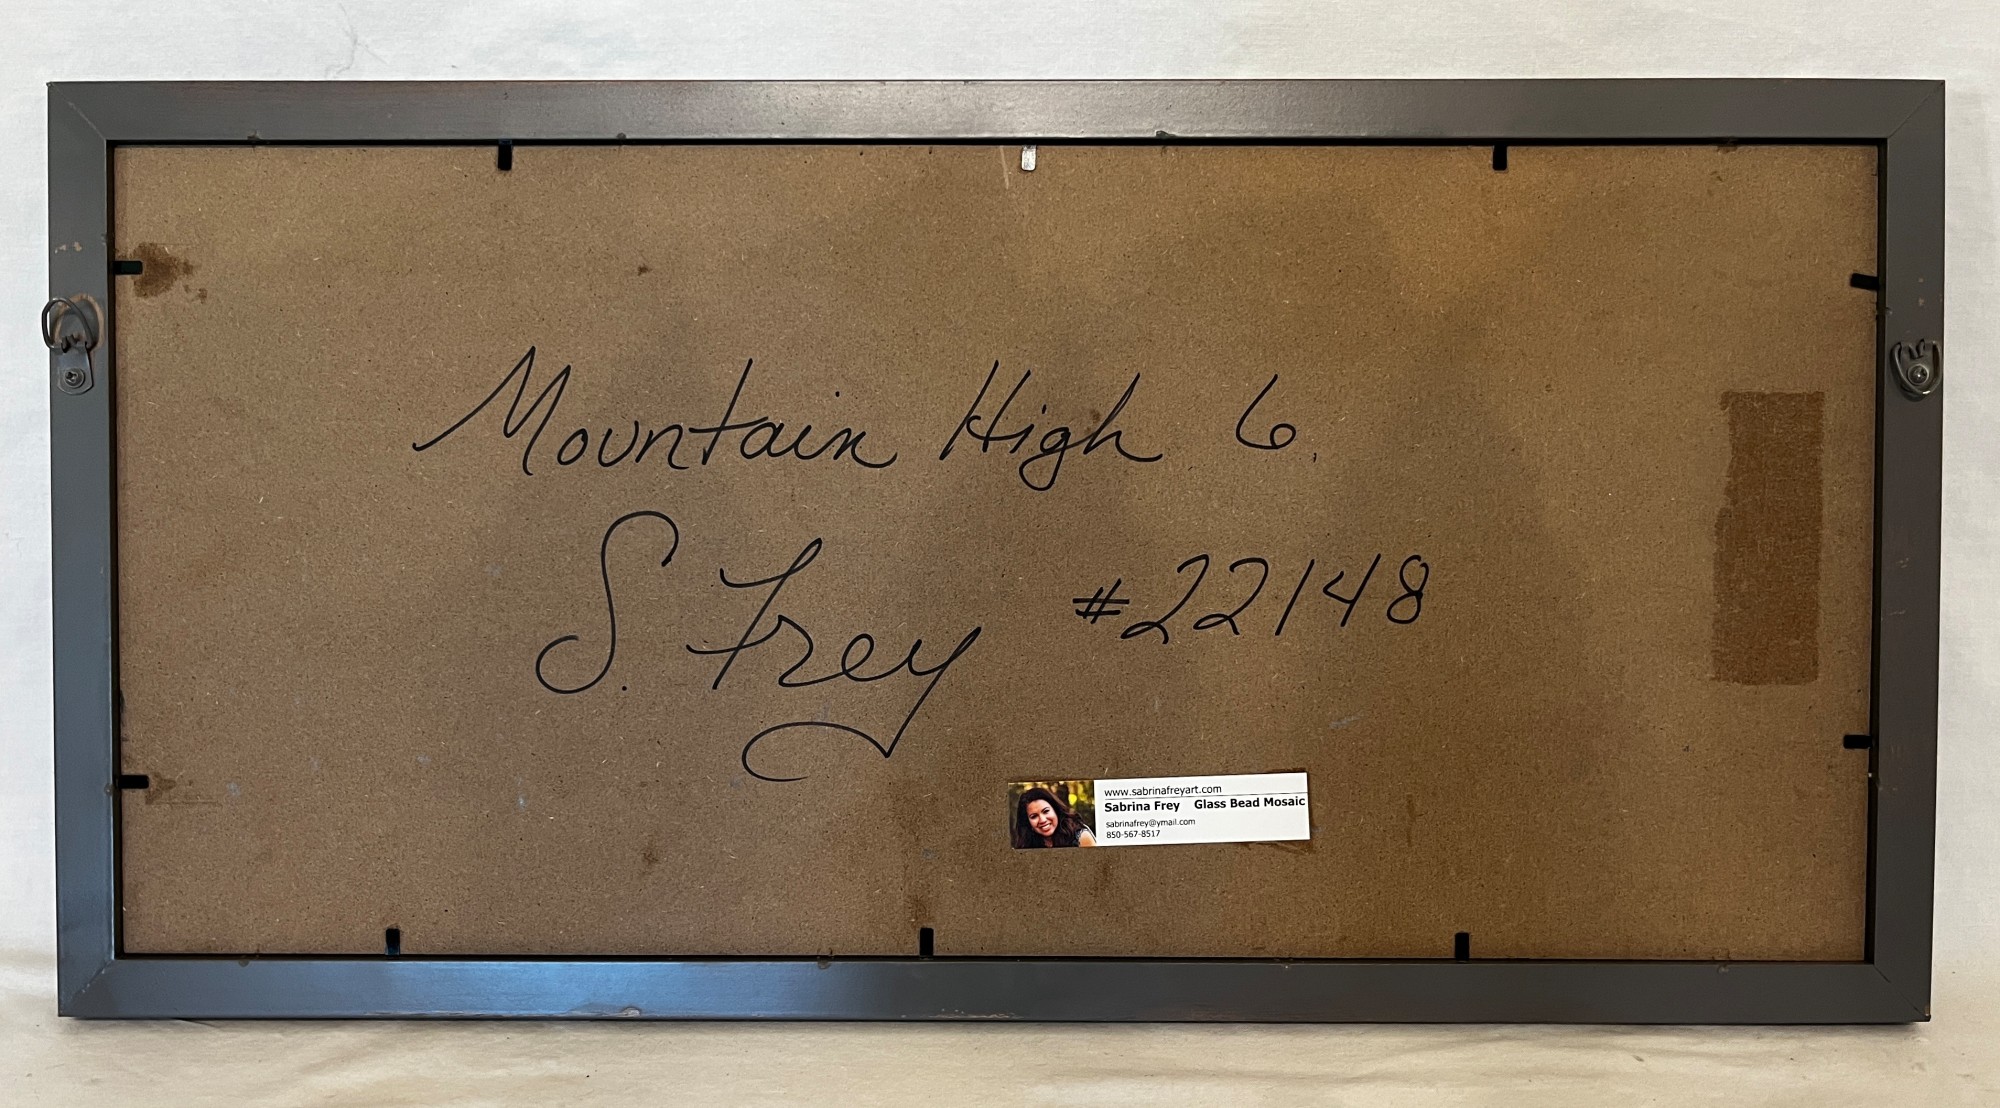 Mountain High 6.
S. Frey #22148
www.sabrinafreyart.com
Sabrina Frey Glass Bead Mosaic
sabrinafrey@ymail.com
850-567-8517